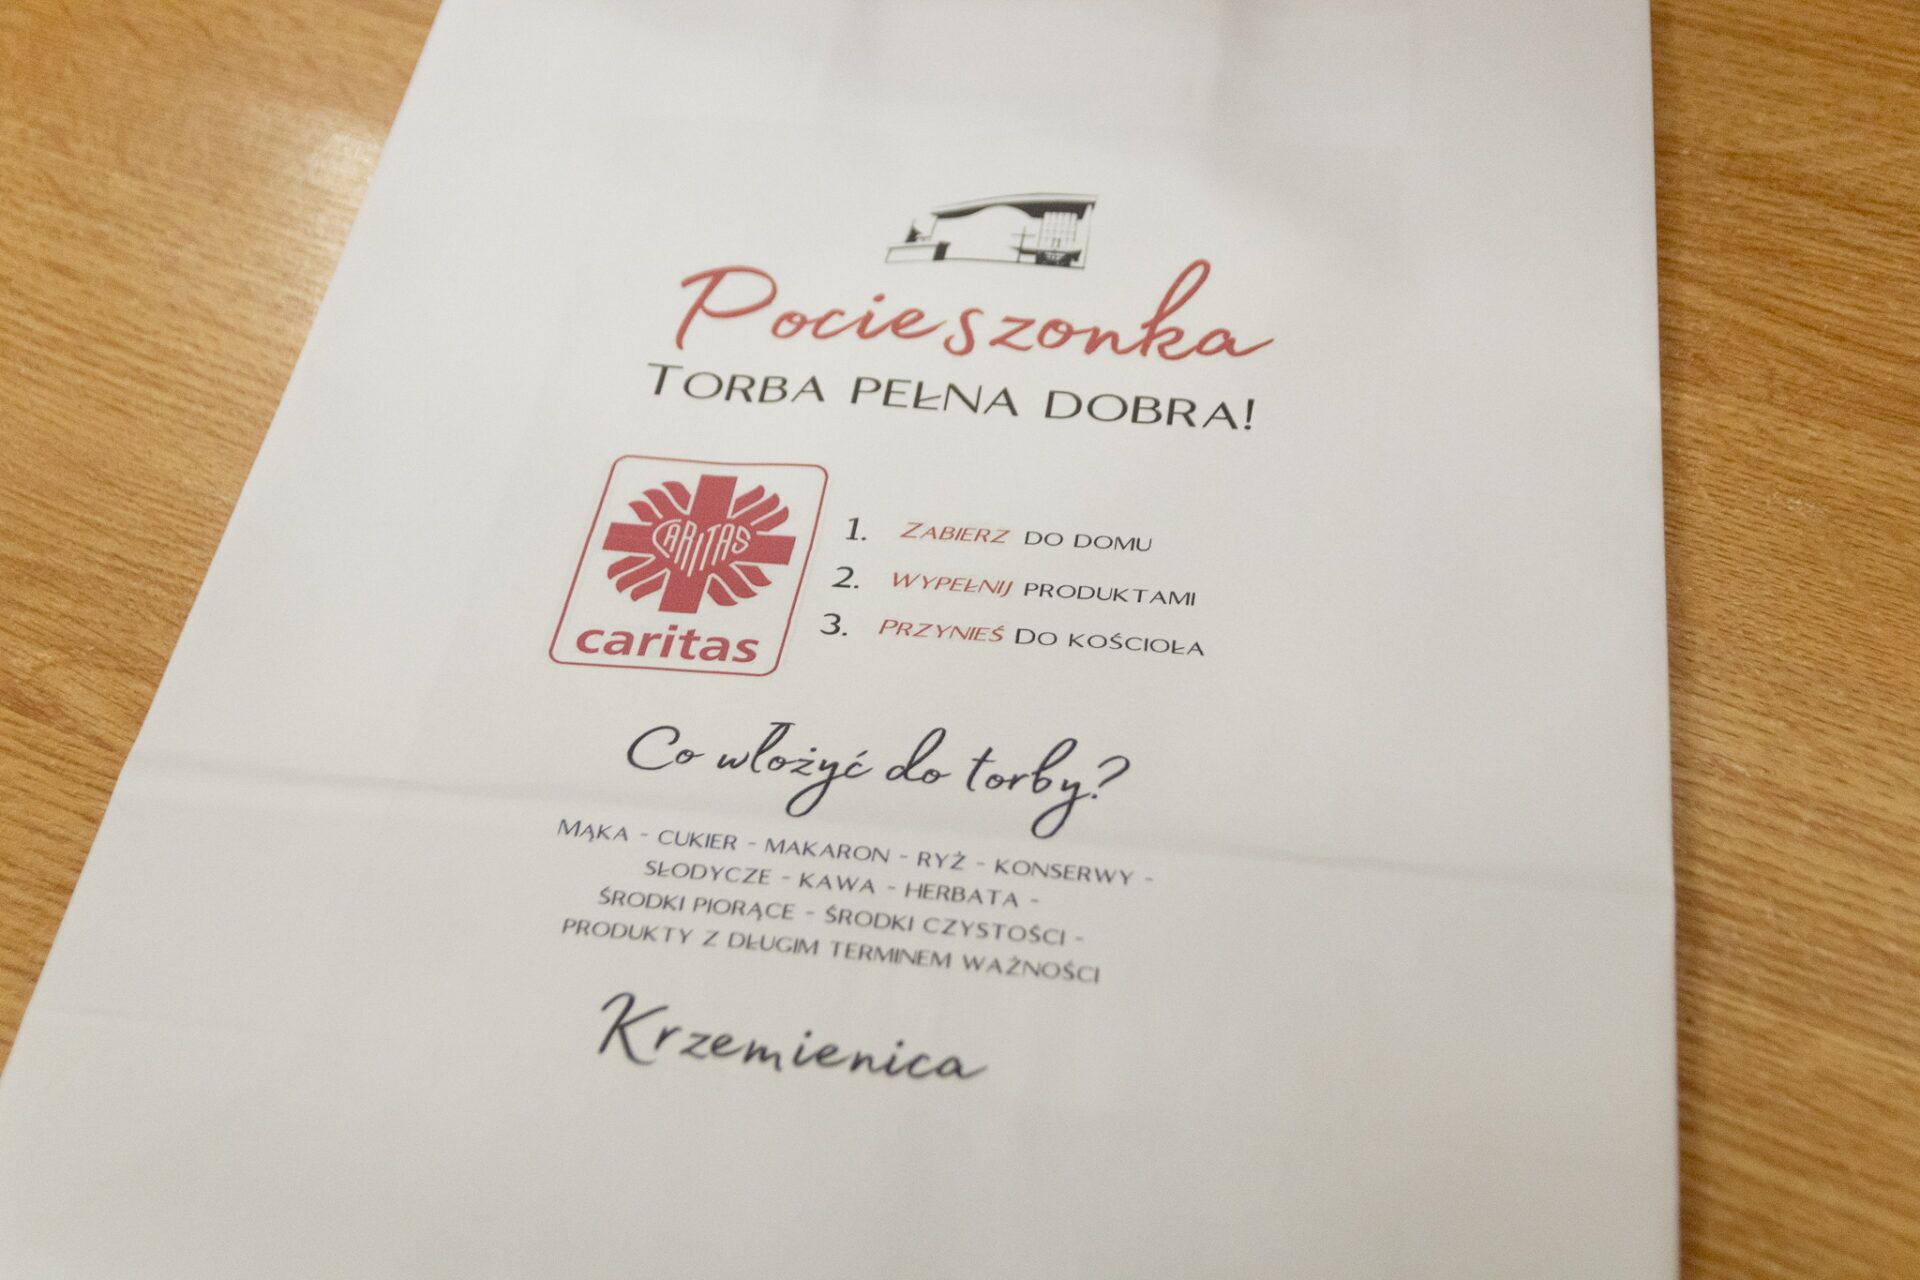 Pocieszonka
TORBA PEŁNA DOBRA!
CARITAS
caritas
1. ZABIERZ DO DOMU
2. WYPEŁNIJ PRODUKTAMI
3. PRZYNIEŚ DO KOŚCIOŁA
Co włożyć do torby?
MĄKA - CUKIER - MAKARON - RYŻ - KONSERWY -
SŁODYCZE - KAWA - HERBATA -
ŚRODKI PIORĄCE - ŚRODKI CZYSTOŚCI -
PRODUKTY Z DŁUGIM TERMINEM WAŻNOŚCI
Krzemienica